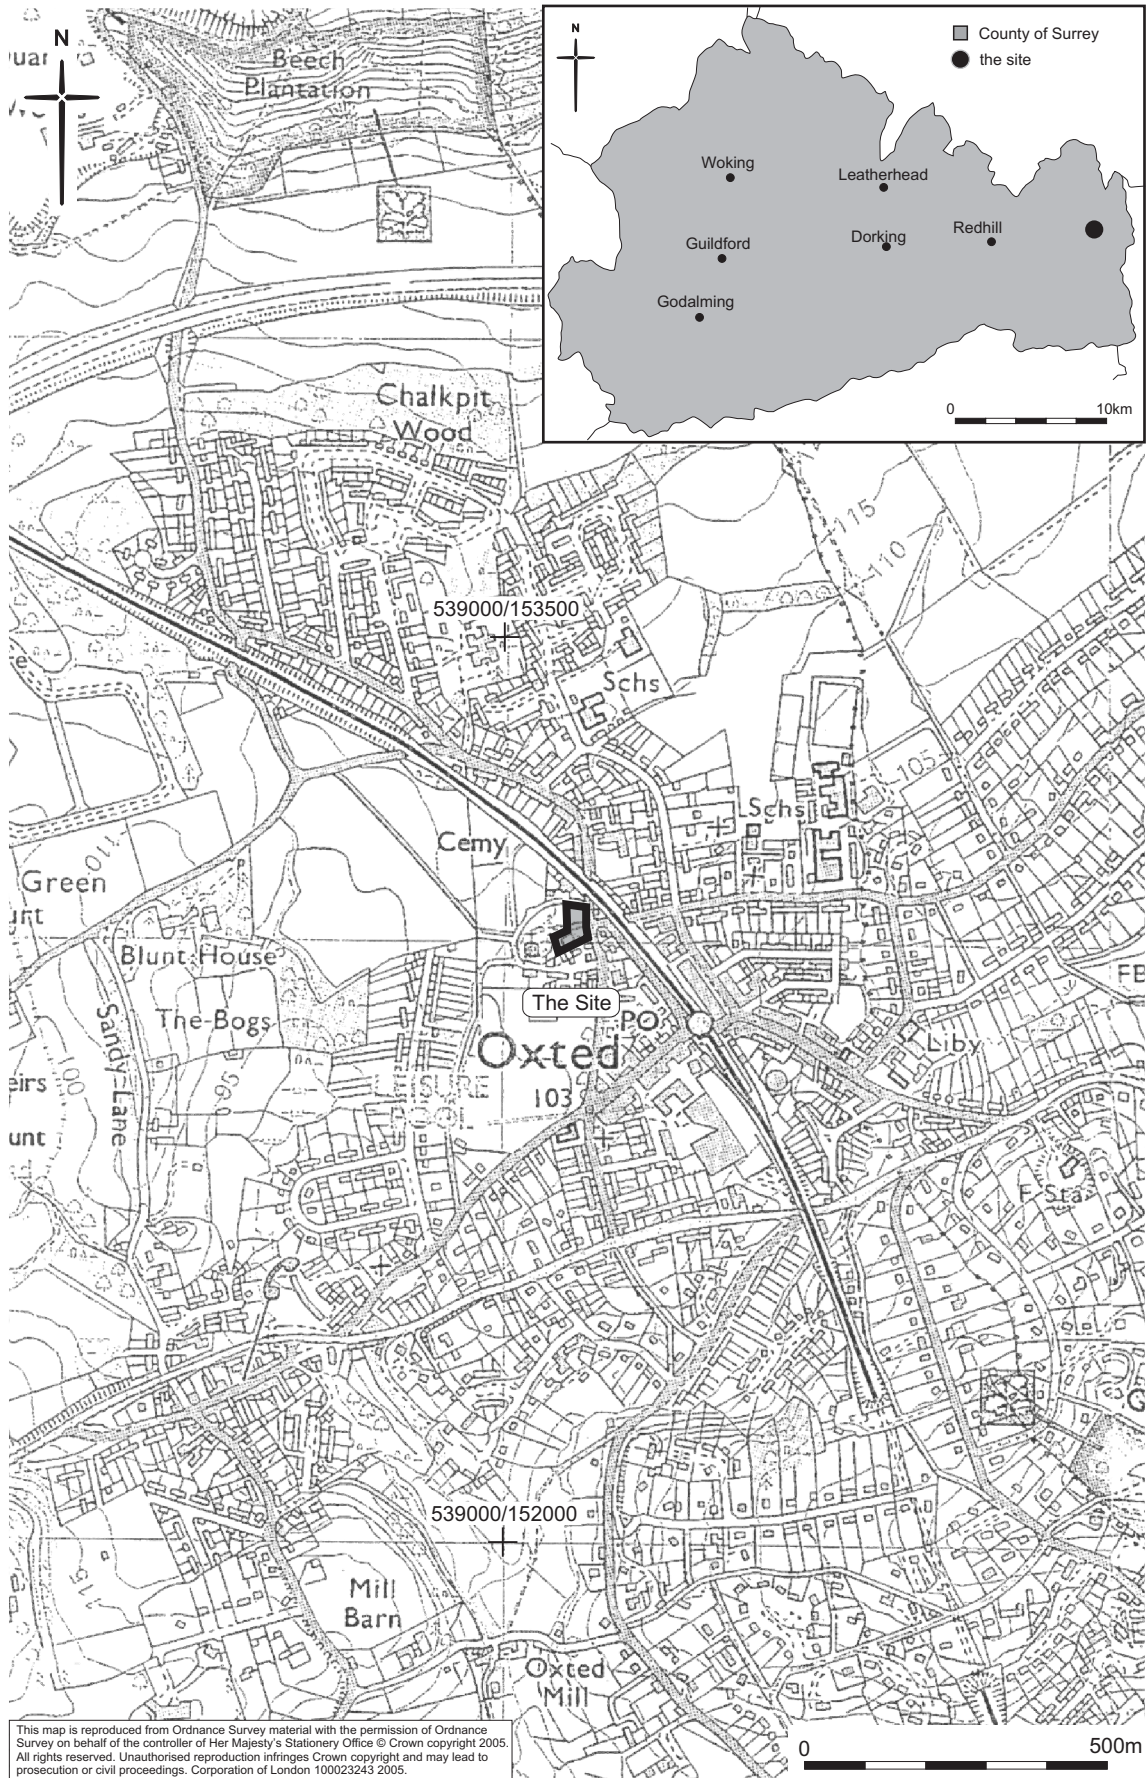 N
Beech
Plantation
N
County of Surrey
the site
Woking
Leatherhead
Guildford
Dorking
Redhill
Godalming
0
10km
Chalkpit
Wood
115
110
539000/153500
Schs
105
Schs
Cemy
110
Green
Blunt House
The Bogs
Sandy Lane
100
95
The Site
PO
Oxted
103
LEISURE
POOL
Liby
F Sta
539000/152000
Mill
Barn
Oxted
Mill
This map is reproduced from Ordnance Survey material with the permission of Ordnance
Survey on behalf of the controller of Her Majesty's Stationery Office © Crown copyright 2005.
All rights reserved. Unauthorised reproduction infringes Crown copyright and may lead to
prosecution or civil proceedings. Corporation of London 100023243 2005.
0
500m